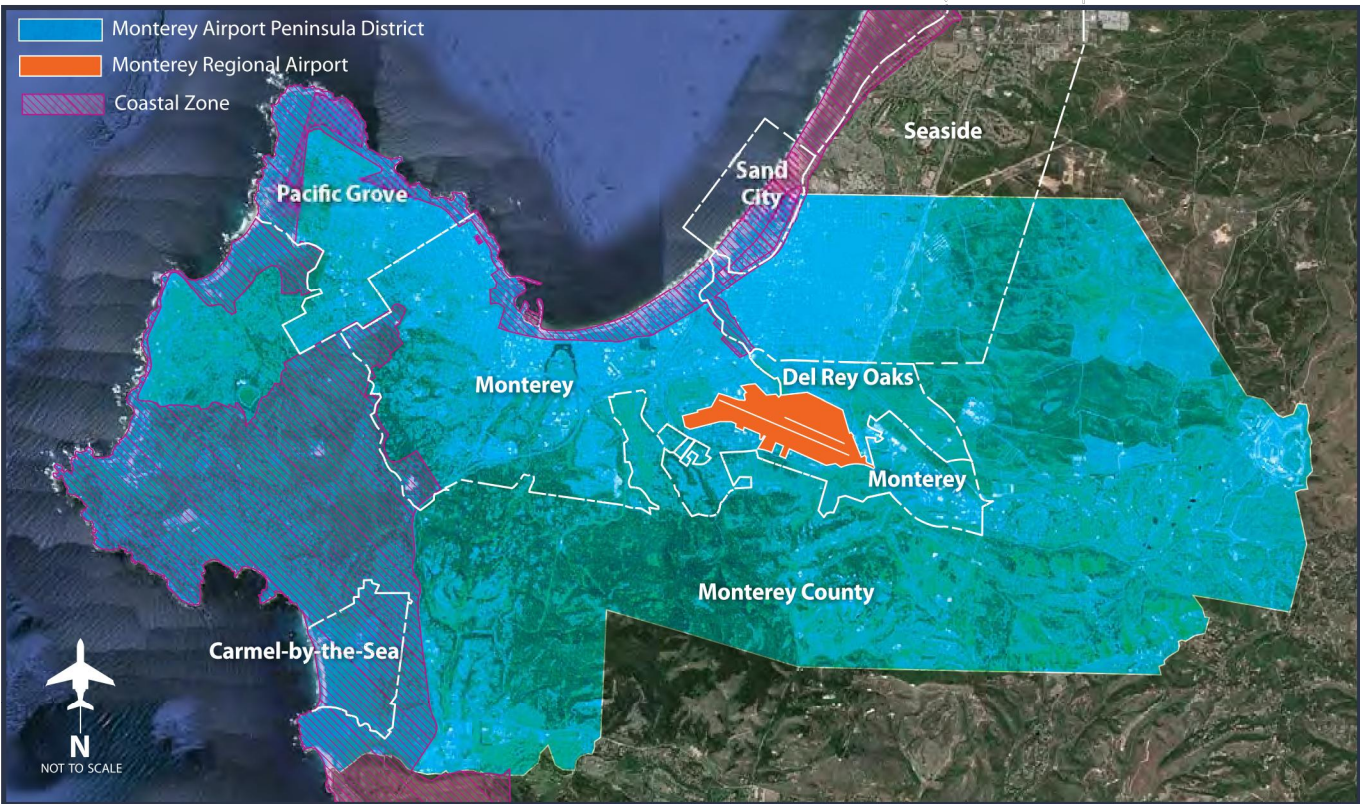 Monterey Airport Peninsula District
Monterey Regional Airport
Coastal Zone
Seaside
Sand
City
Pacific Grove
Monterey
Del Rey Oaks
Monterey
Monterey County
Carmel-by-the-Sea
N
NOT TO SCALE